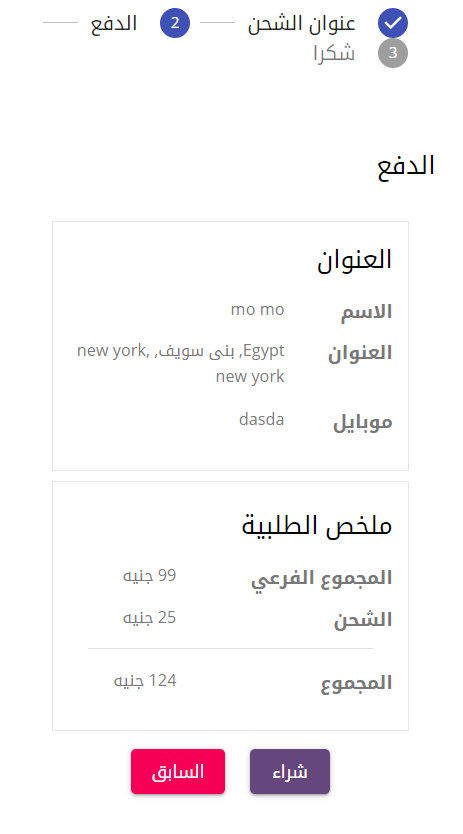 عنوان الشحن 2 الدفع
3 شكرا
الدفع
العنوان
الاسم mo mo
العنوان Egypt, بنى سويف, new york,
new york
موبايل dasda
ملخص الطلبية
المجموع الفرعي 99 جنيه
الشحن 25 جنيه
المجموع 124 جنيه
شراء السابق